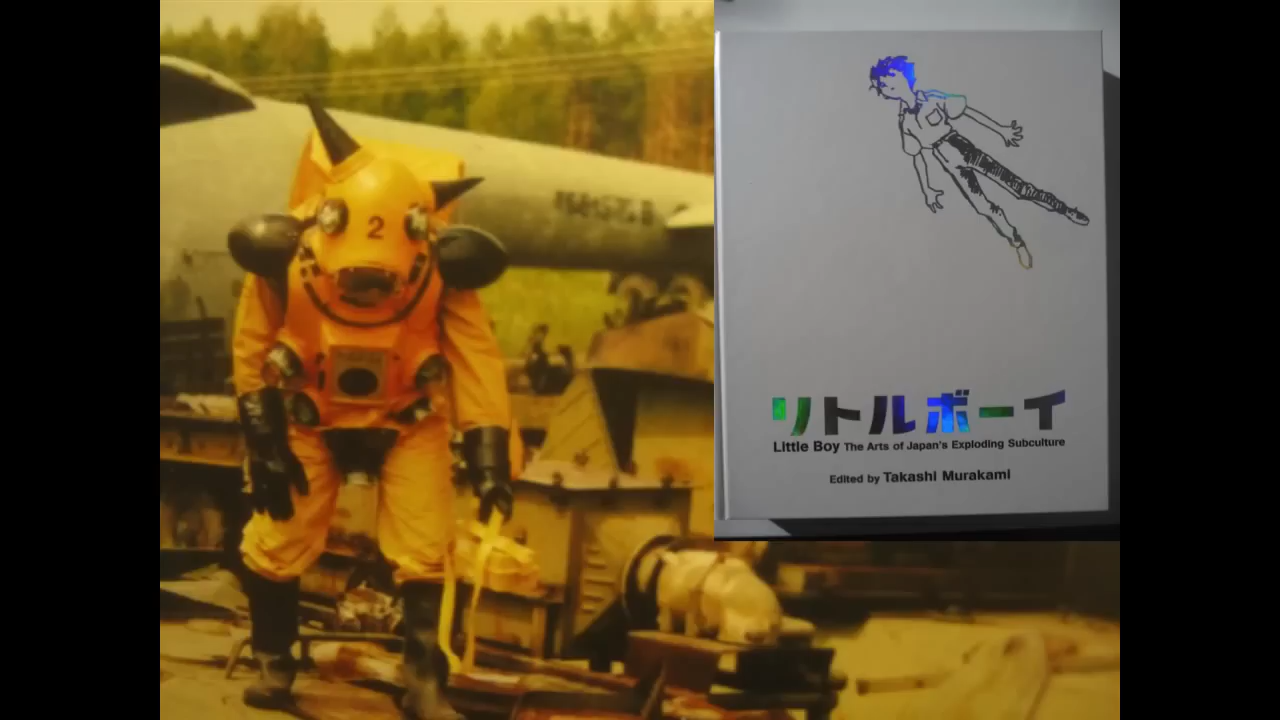 2
リトルボーイ
Little Boy The Arts of Japan's Exploding Subculture
Edited by Takashi Murakami